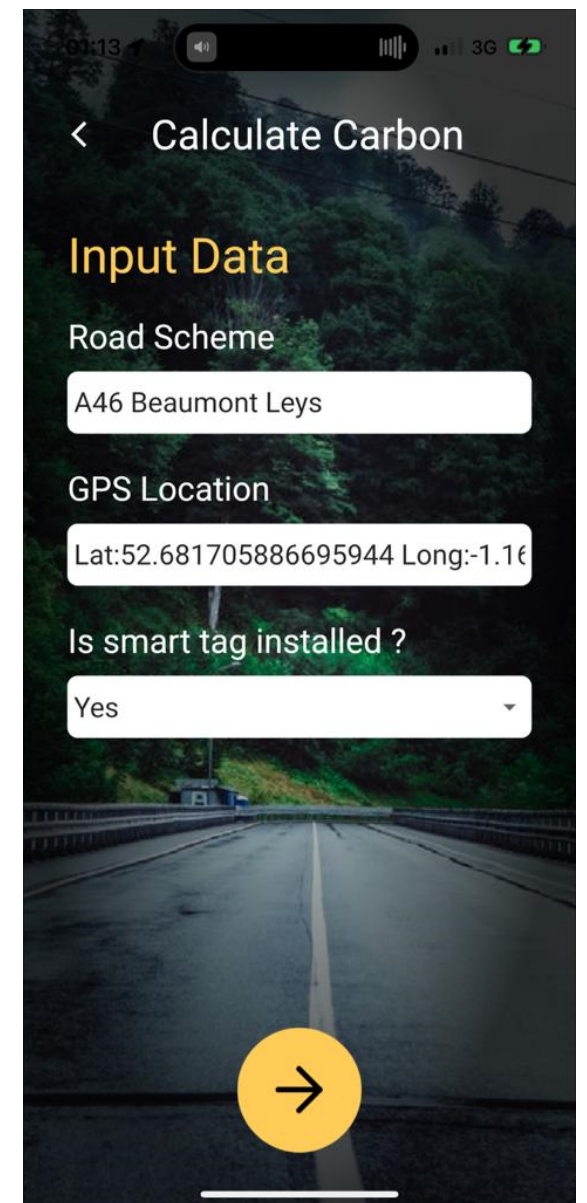 01:13
3G
Calculate Carbon
Input Data
Road Scheme
A46 Beaumont Leys
GPS Location
Lat:52.681705886695944 Long:-1.16
Is smart tag installed ?
Yes